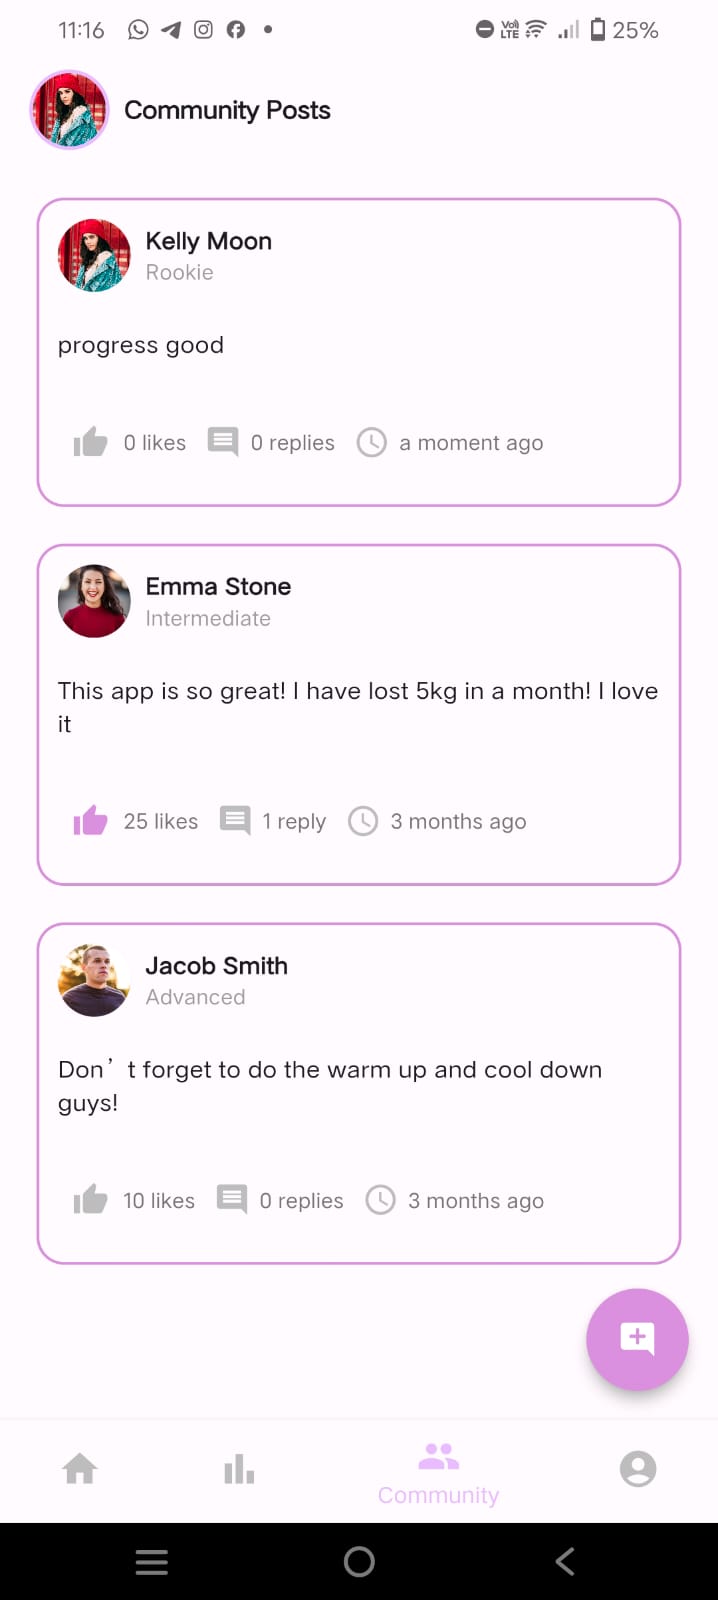 11:16
Vo) LTE
25%
Community Posts
Kelly Moon
Rookie
progress good
0 likes
0 replies
a moment ago
Emma Stone
Intermediate
This app is so great! I have lost 5kg in a month! I love
it
25 likes
1 reply
3 months ago
Jacob Smith
Advanced
Don’t forget to do the warm up and cool down
guys!
10 likes
0 replies
3 months ago
Community